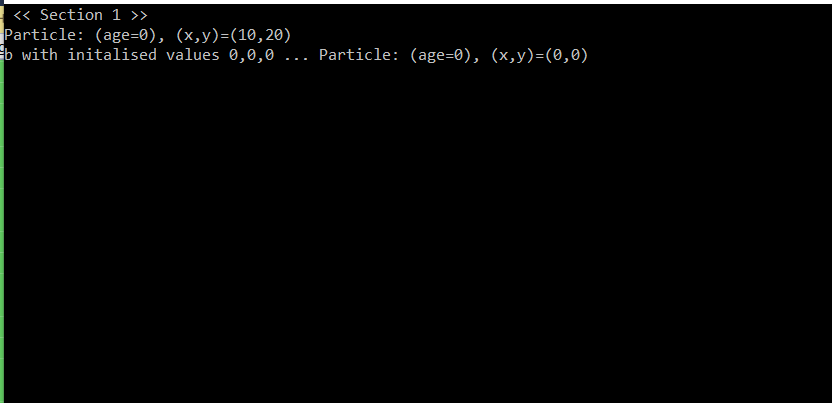 << Section 1 >>
Particle: (age=0), (x,y)=(10,20)
b with initalised values 0,0,0 ... Particle: (age=0), (x,y)=(0,0)